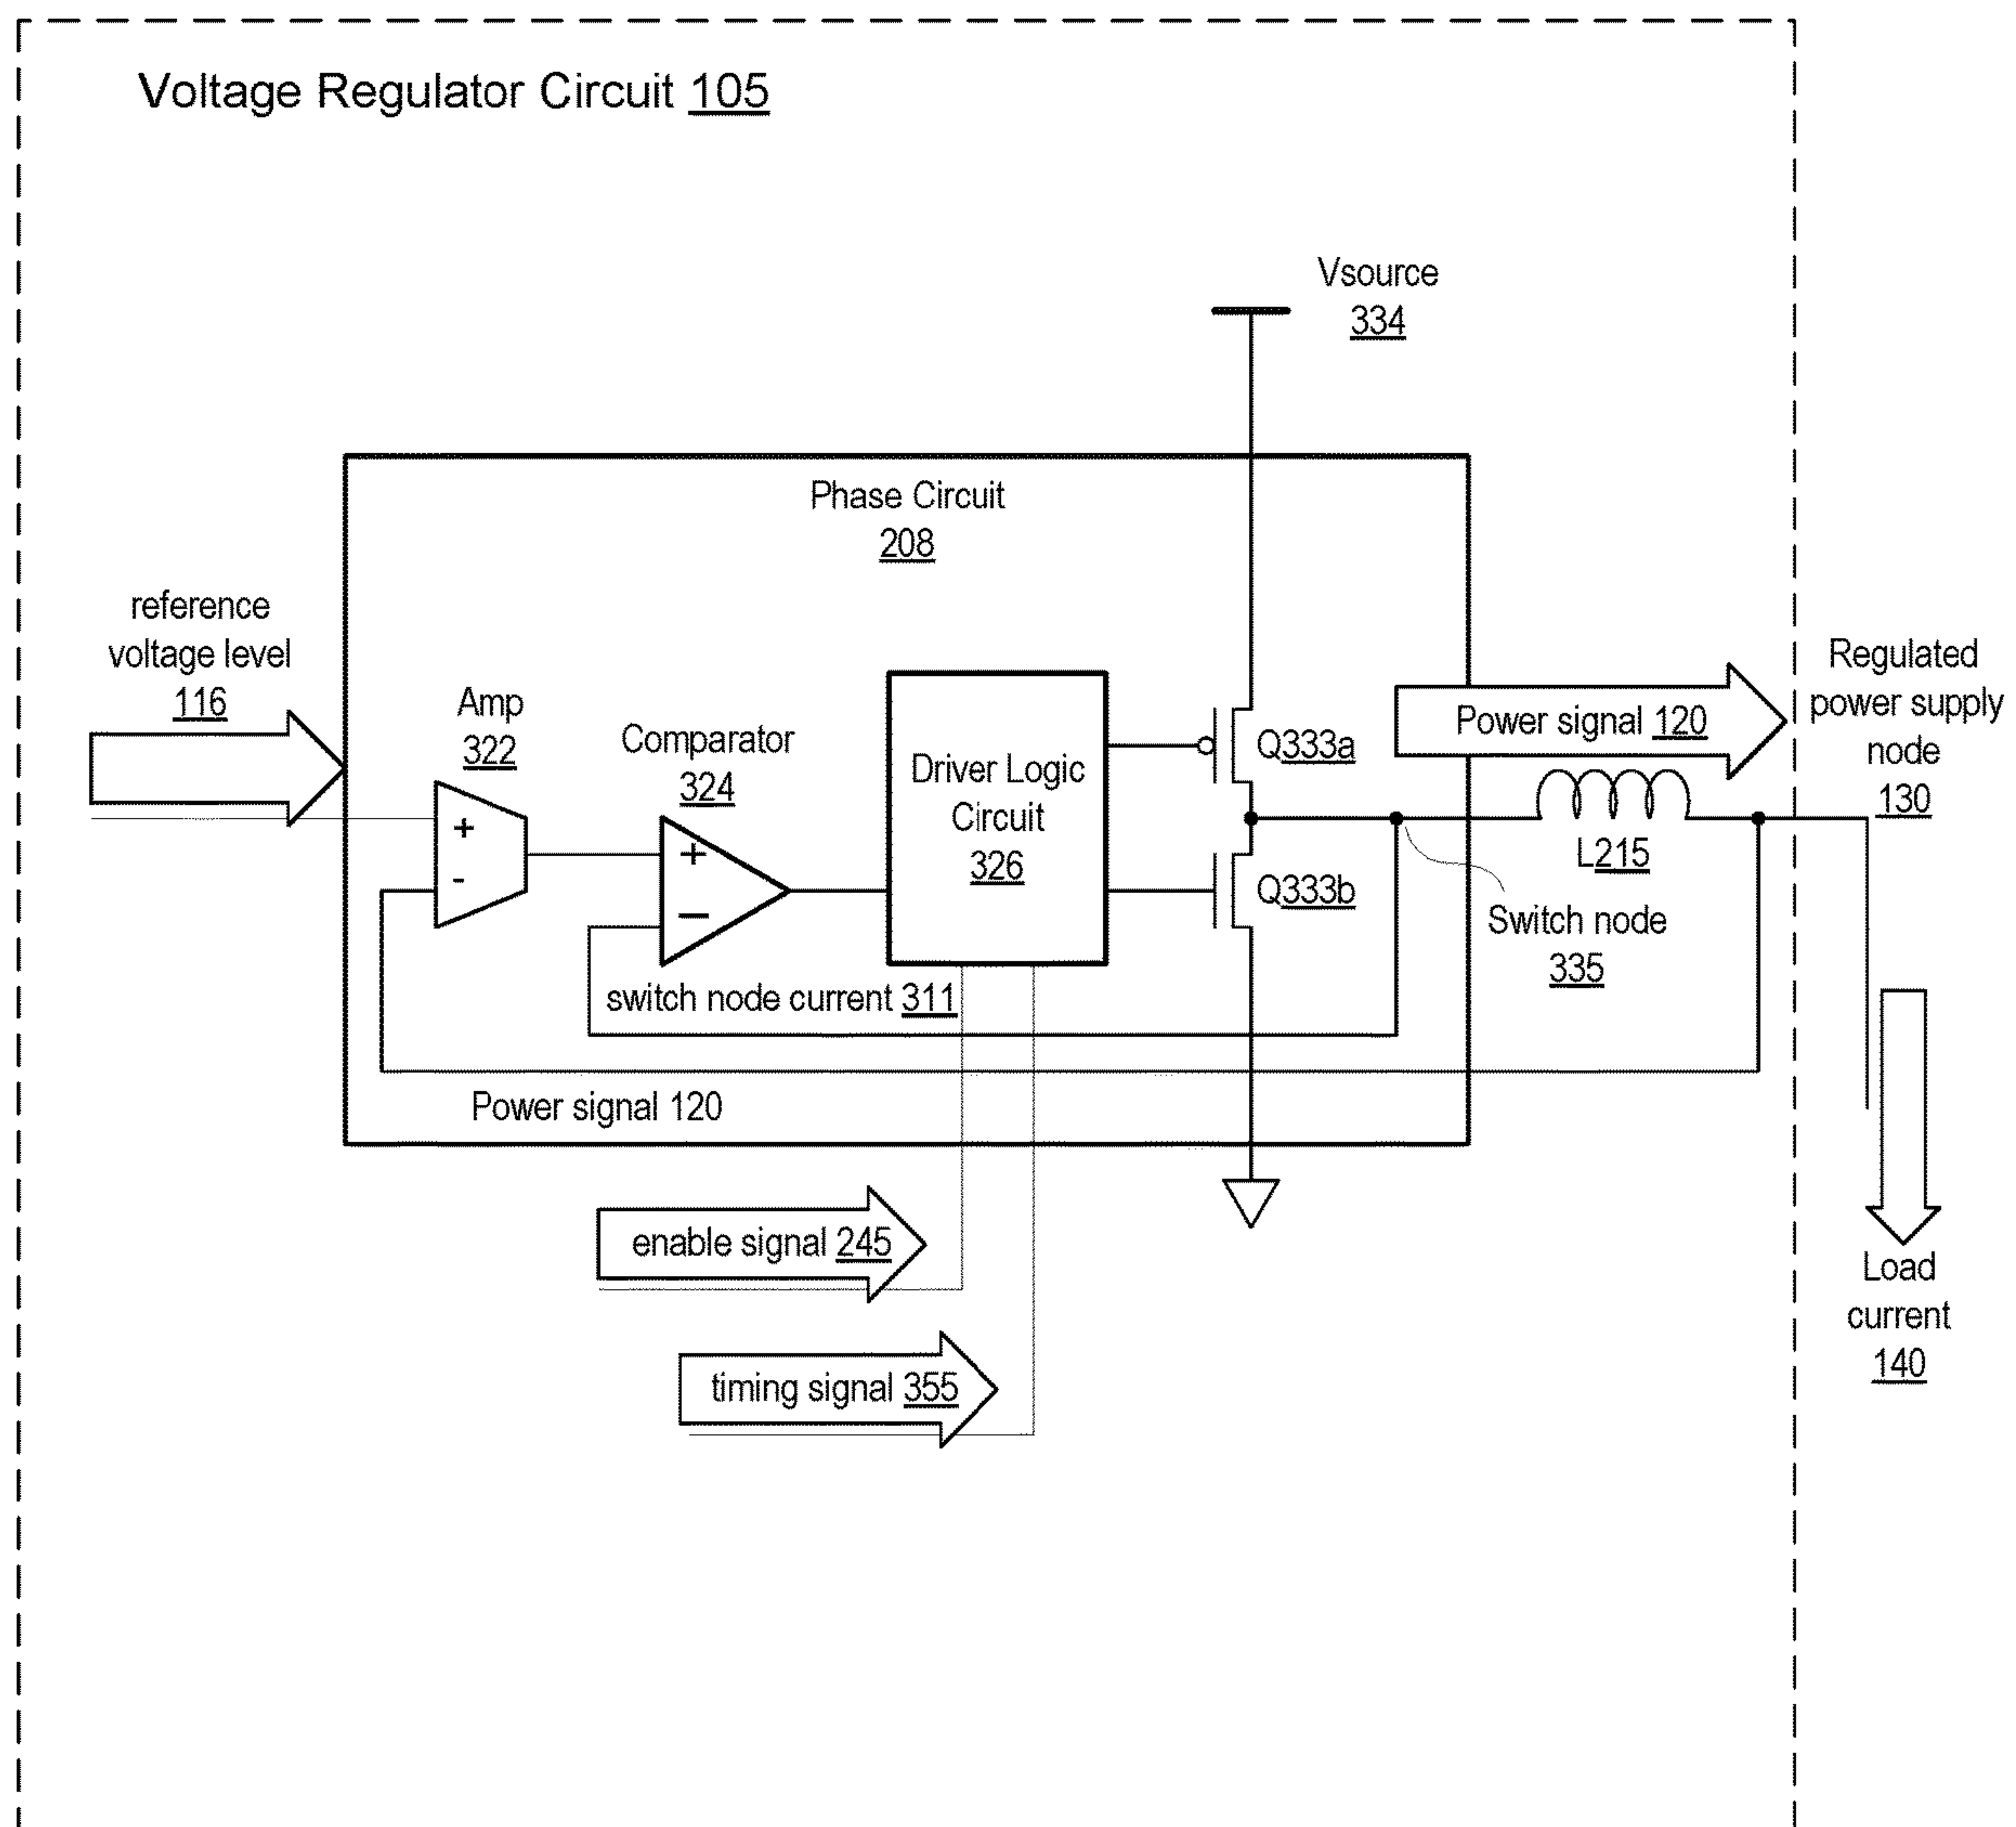 Voltage Regulator Circuit 105
Vsource
334
Phase Circuit
208
reference
voltage level
116
Amp
322
+
-
Comparator
324
+
−
Driver Logic
Circuit
326
Q333a
Q333b
Power signal 120
Regulated
power supply
node
130
L215
Switch node
335
switch node current 311
Power signal 120
enable signal 245
timing signal 355
Load
current
140